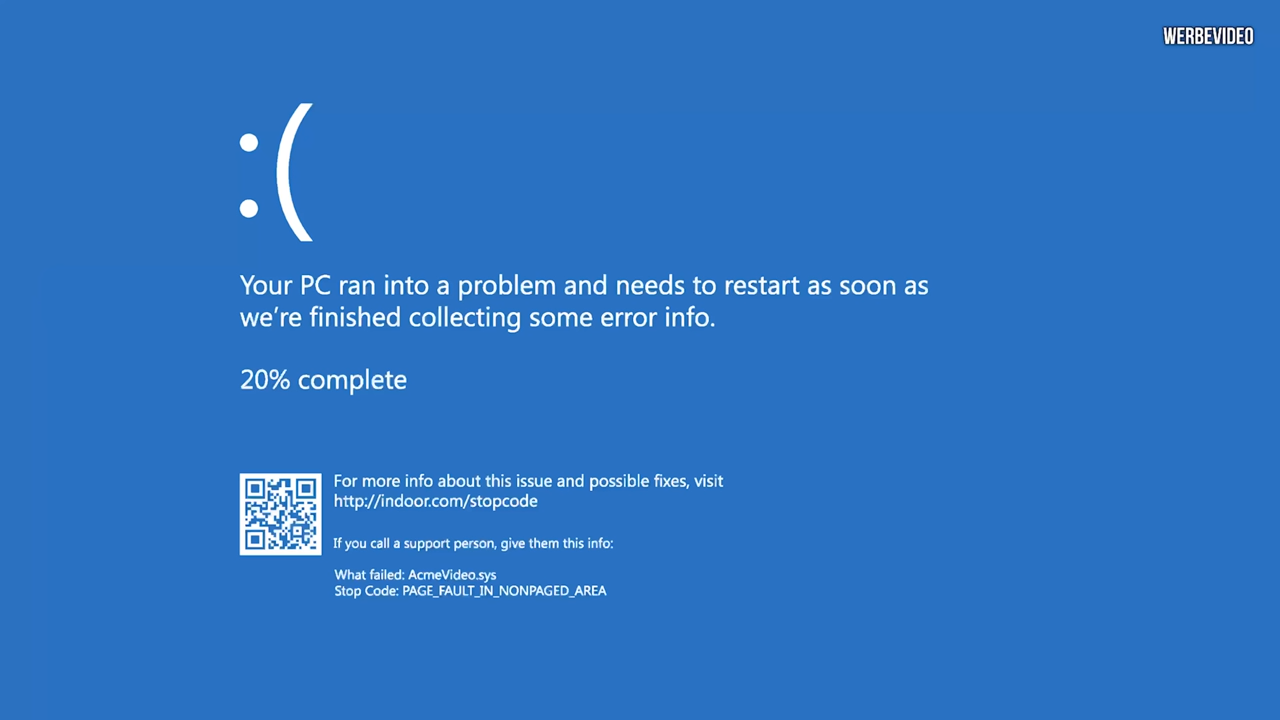 WERBEVIDEO
:(
Your PC ran into a problem and needs to restart as soon as
we're finished collecting some error info.
20% complete
For more info about this issue and possible fixes, visit
http://indoor.com/stopcode
If you call a support person, give them this info:
What failed: AcmeVideo.sys
Stop Code: PAGE_FAULT_IN_NONPAGED_AREA